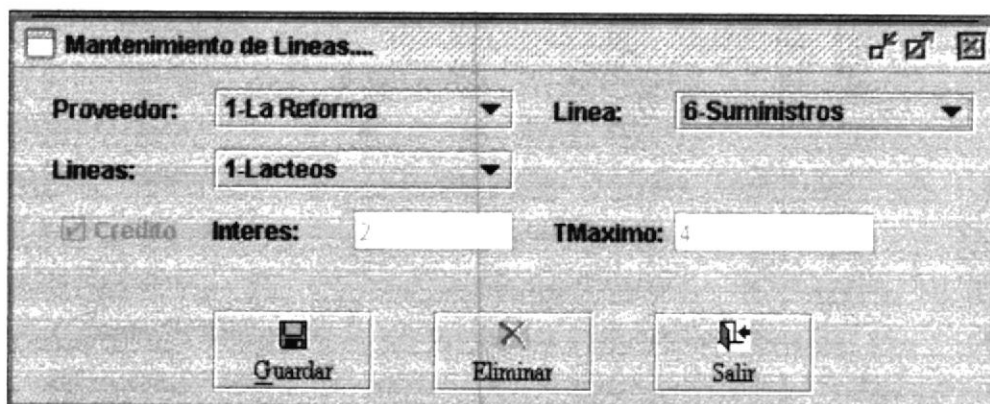 Mantenimiento de Lineas....
Proveedor: 1-La Reforma Linea: 6-Suministros
Lineas: 1-Lacteos
Credito Interes: 2 TMaximo: 4
Guardar Eliminar Salir